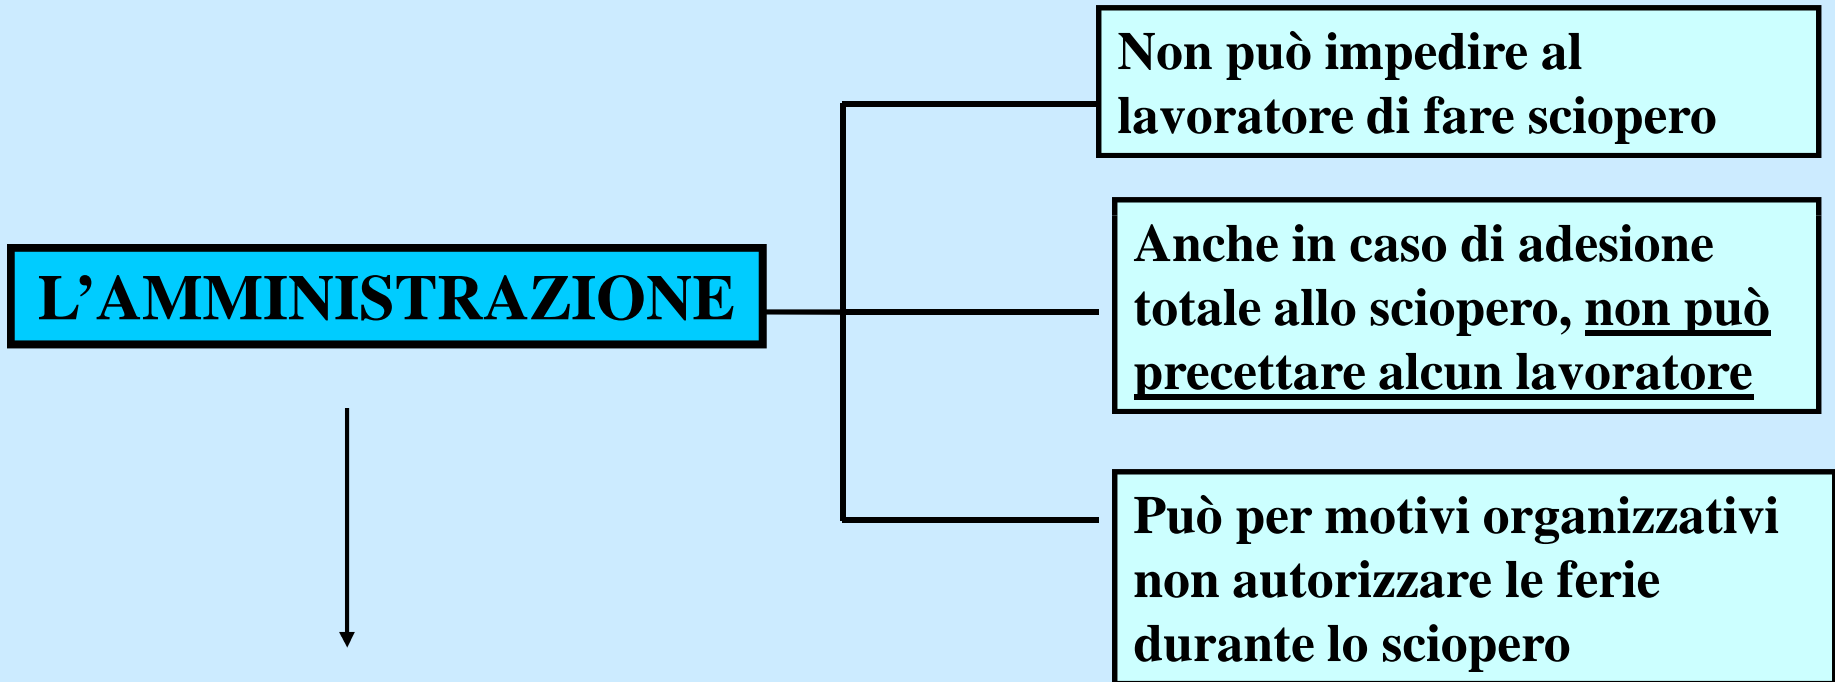 Non può impedire al
lavoratore di fare sciopero
L’AMMINISTRAZIONE
Anche in caso di adesione
totale allo sciopero, non può
precettare alcun lavoratore
Può per motivi organizzativi
non autorizzare le ferie
durante lo sciopero